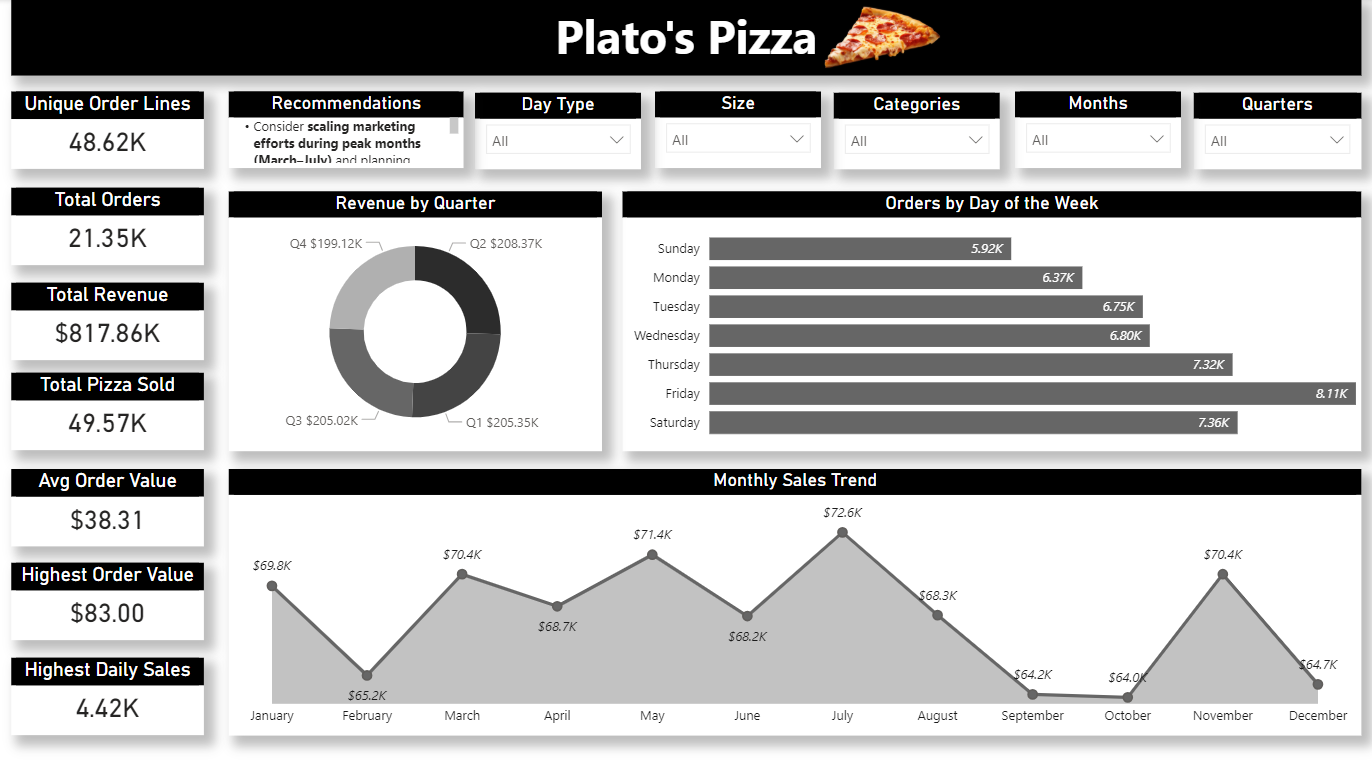 Plato's Pizza
Unique Order Lines
48.62K
Total Orders
21.35K
Total Revenue
$817.86K
Total Pizza Sold
49.57K
Avg Order Value
$38.31
Highest Order Value
$83.00
Highest Daily Sales
4.42K
Recommendations
• Consider scaling marketing
efforts during peak months
(March–July) and planning
Day Type
All
Size
All
Categories
All
Months
All
Quarters
All
Revenue by Quarter
Q4 $199.12K
Q2 $208.37K
Q3 $205.02K
Q1 $205.35K
Orders by Day of the Week
Sunday 5.92K
Monday 6.37K
Tuesday 6.75K
Wednesday 6.80K
Thursday 7.32K
Friday 8.11K
Saturday 7.36K
Monthly Sales Trend
$69.8K
$65.2K
$70.4K
$68.7K
$71.4K
$68.2K
$72.6K
$68.3K
$64.2K
$64.0K
$70.4K
$64.7K
January February March April May June July August September October November December